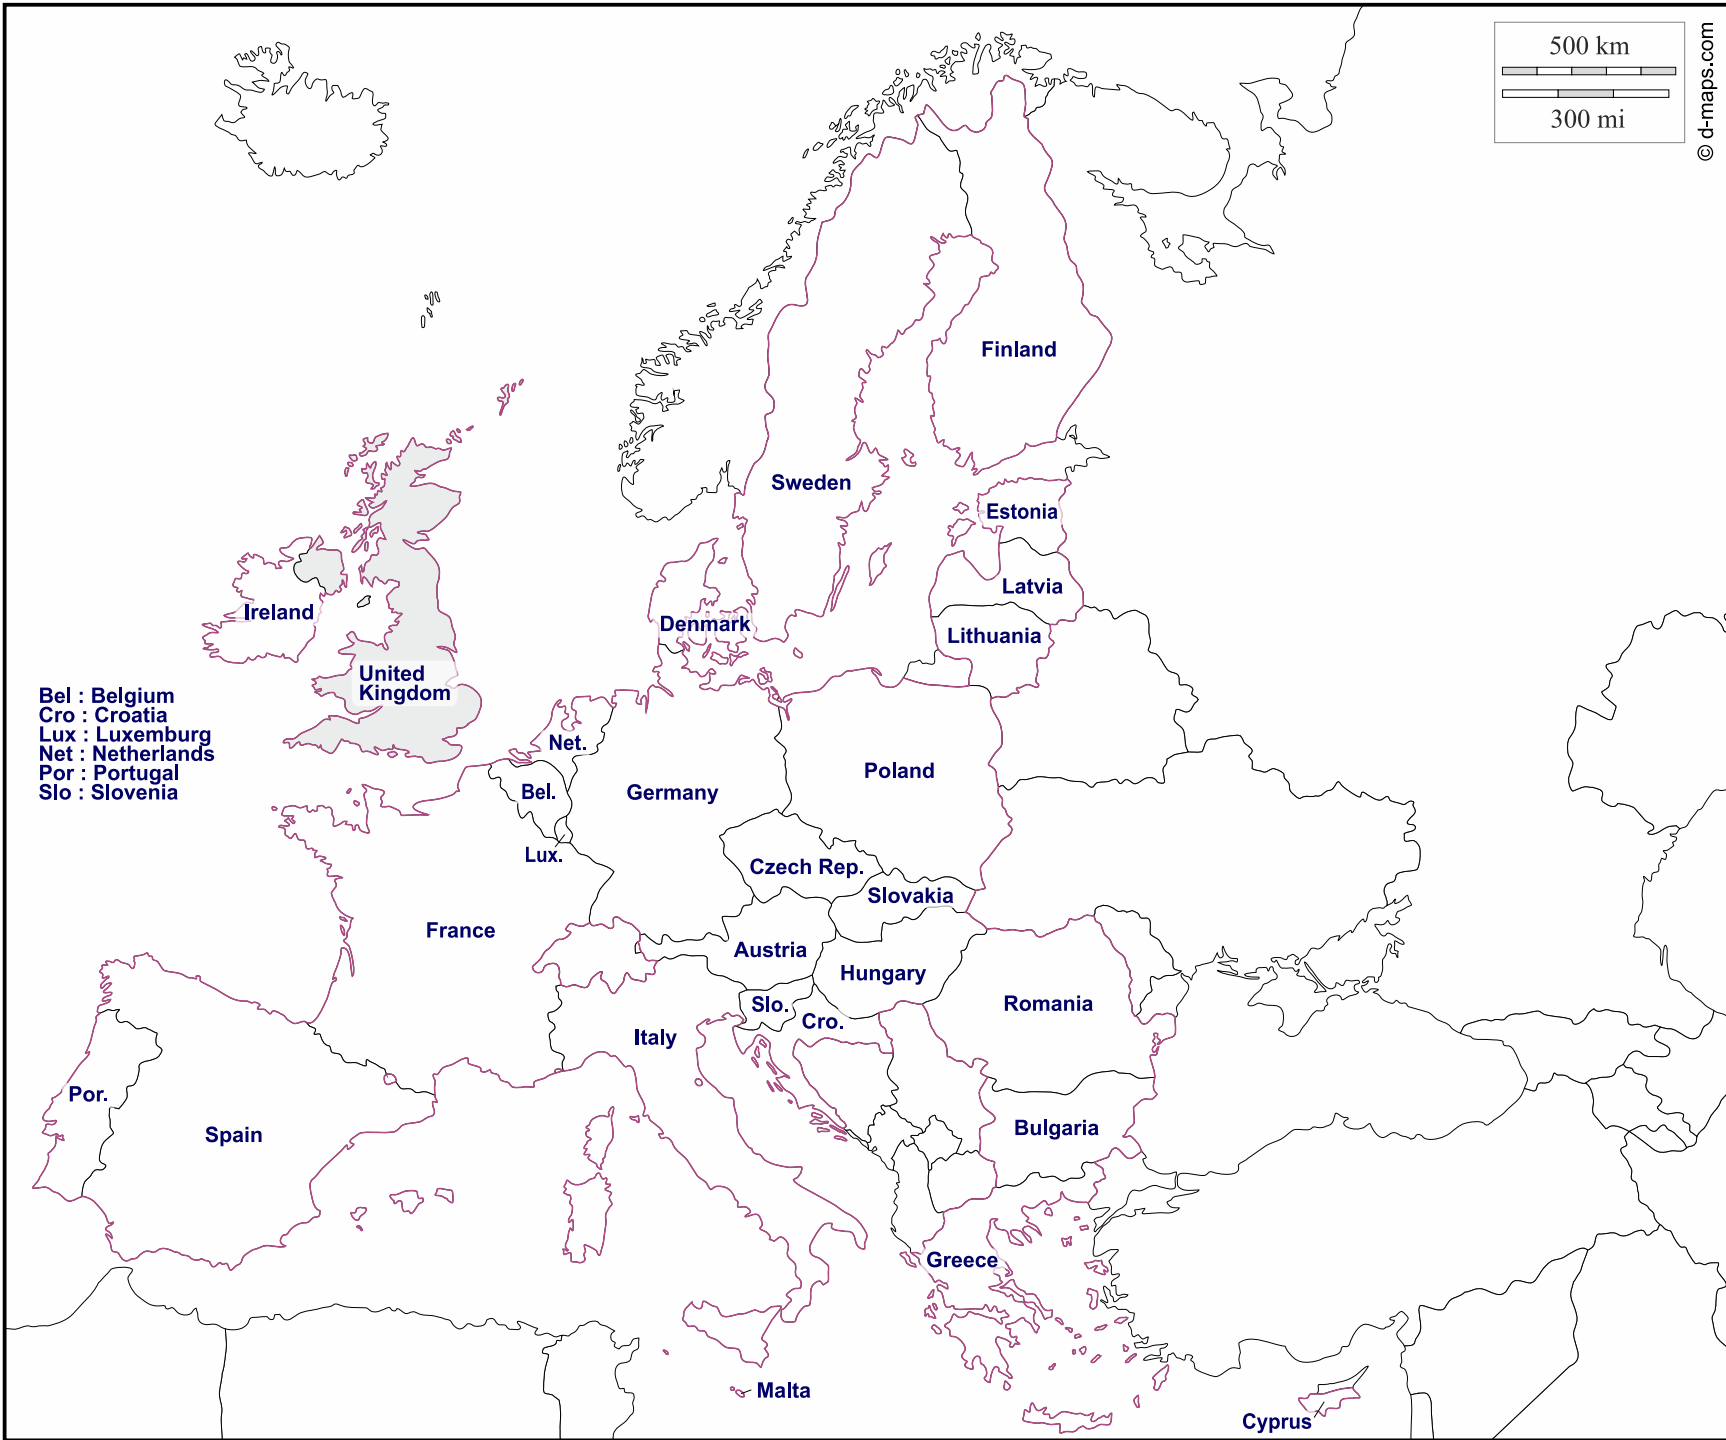 500 km
300 mi
© d-maps.com
Finland
Sweden
Estonia
Latvia
Ireland
Denmark
Lithuania
United
Kingdom
Bel : Belgium
Cro : Croatia
Lux : Luxemburg
Net : Netherlands
Por : Portugal
Slo : Slovenia
Net.
Poland
Bel.
Germany
Lux.
Czech Rep.
Slovakia
France
Austria
Hungary
Slo.
Romania
Cro.
Italy
Por.
Spain
Bulgaria
Greece
Malta
Cyprus